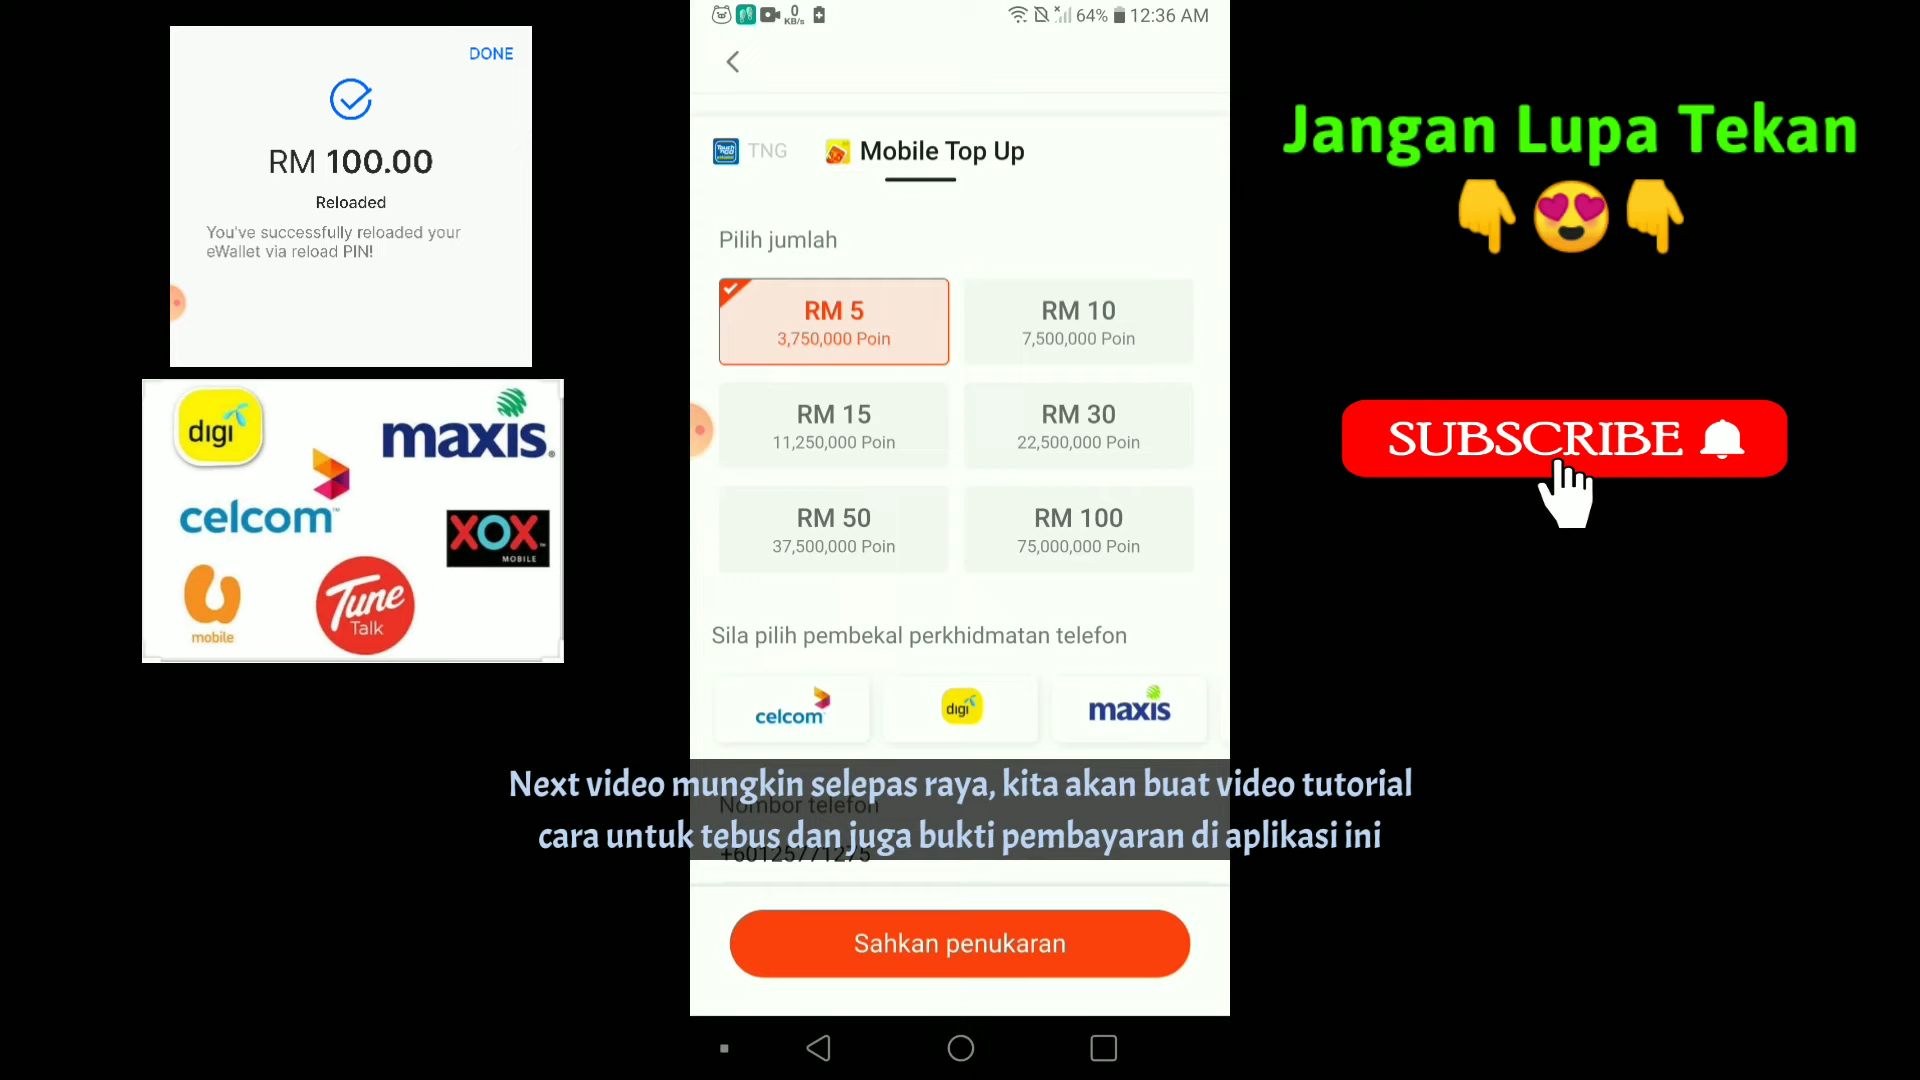 DONE
RM 100.00
Reloaded
You've successfully reloaded your
eWallet via reload PIN!
digi
maxis
celcom
XOX
MOBILE
mobile
Tune
Talk
0
KB/s
64% 12:36 AM
TNG Mobile Top Up
Pilih jumlah
RM 5
3,750,000 Poin
RM 10
7,500,000 Poin
RM 15
11,250,000 Poin
RM 30
22,500,000 Poin
RM 50
37,500,000 Poin
RM 100
75,000,000 Poin
Sila pilih pembekal perkhidmatan telefon
celcom
digi
maxis
Nombor telefon
+60125771275
Next video mungkin selepas raya, kita akan buat video tutorial
cara untuk tebus dan juga bukti pembayaran di aplikasi ini
Sahkan penukaran
Jangan Lupa Tekan
SUBSCRIBE